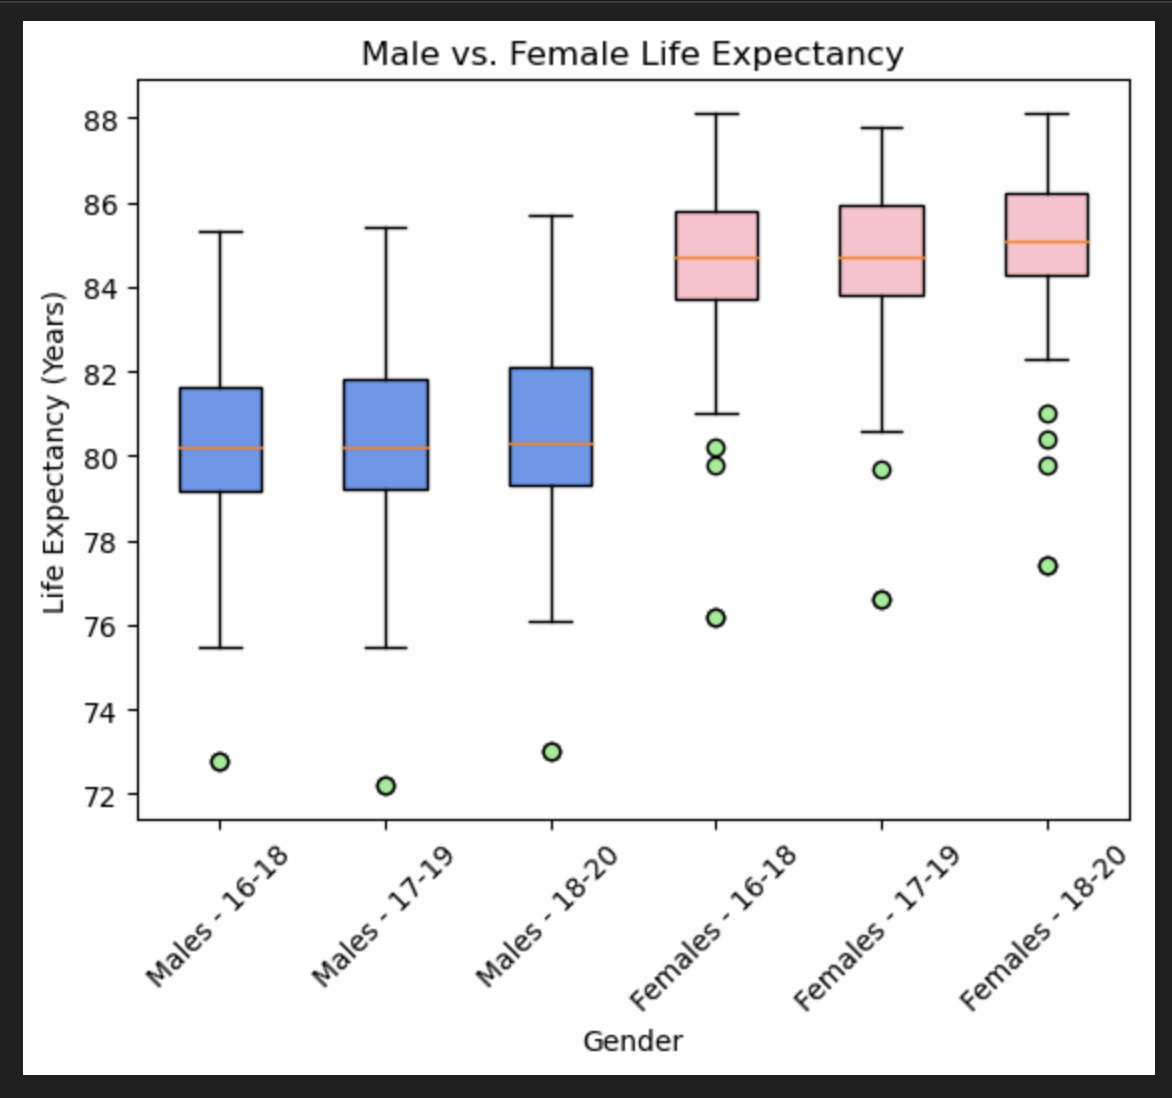 Male vs. Female Life Expectancy
Life Expectancy (Years)
88
86
84
82
80
78
76
74
72
Males - 16-18
Males - 17-19
Males - 18-20
Females - 16-18
Females - 17-19
Females - 18-20
Gender